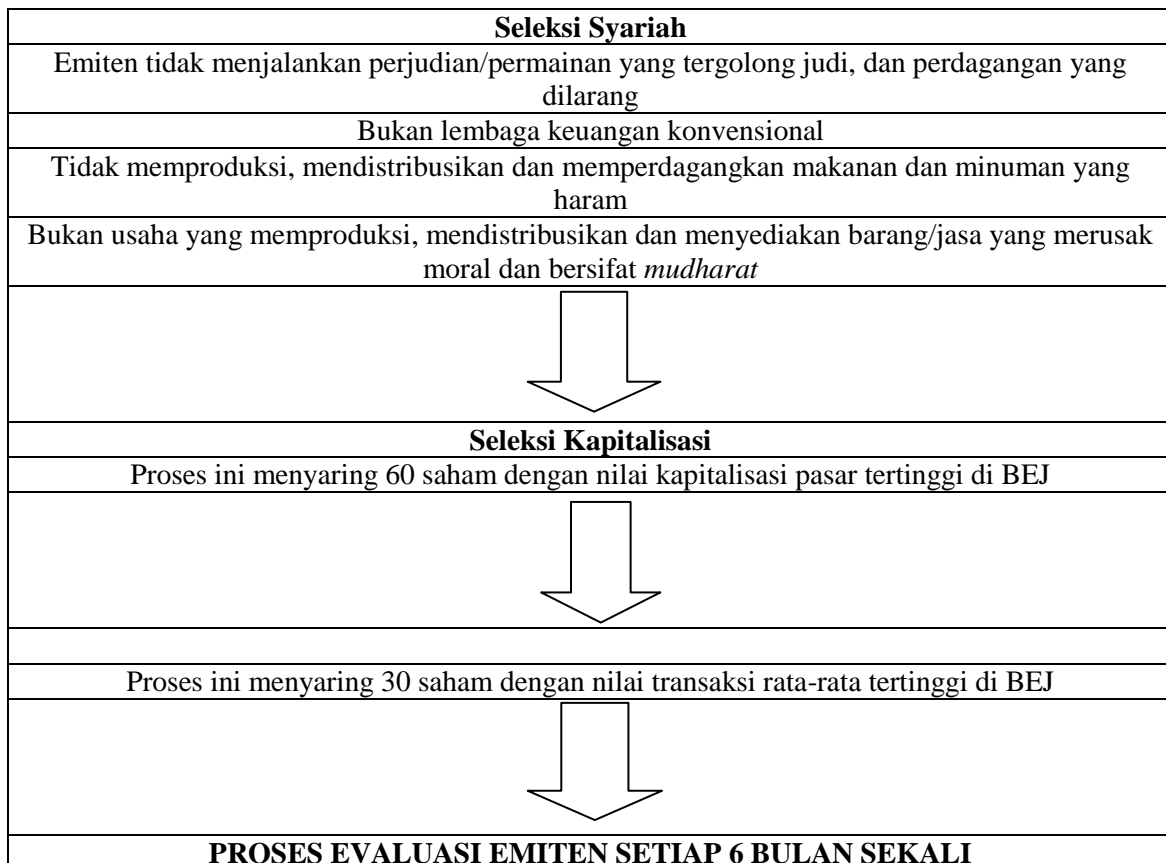 Seleksi Syariah
Emiten tidak menjalankan perjudian/permainan yang tergolong judi, dan perdagangan yang
dilarang
Bukan lembaga keuangan konvensional
Tidak memproduksi, mendistribusikan dan memperdagangkan makanan dan minuman yang
haram
Bukan usaha yang memproduksi, mendistribusikan dan menyediakan barang/jasa yang merusak
moral dan bersifat mudharat
Seleksi Kapitalisasi
Proses ini menyaring 60 saham dengan nilai kapitalisasi pasar tertinggi di BEJ
Proses ini menyaring 30 saham dengan nilai transaksi rata-rata tertinggi di BEJ
PROSES EVALUASI EMITEN SETIAP 6 BULAN SEKALI